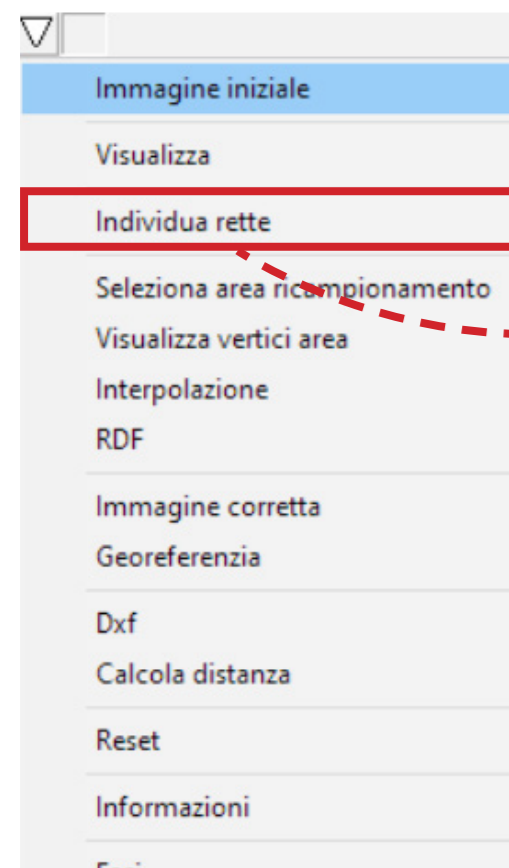 Immagine iniziale
Visualizza
Individua rette
Seleziona area ricampionamento
Visualizza vertici area
Interpolazione
RDF
Immagine corretta
Georeferenzia
Dxf
Calcola distanza
Reset
Informazioni